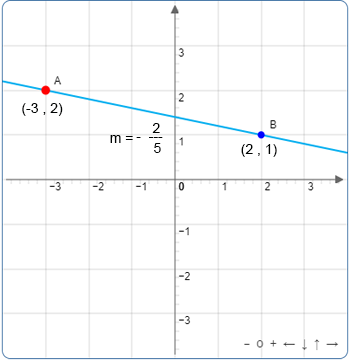 3
A
2
(-3 , 2)
m = - 2/5
B
1
(2 , 1)
−3 −2 −1 0 1 2 3
−1
−2
−3
− o + ← ↓ ↑ →